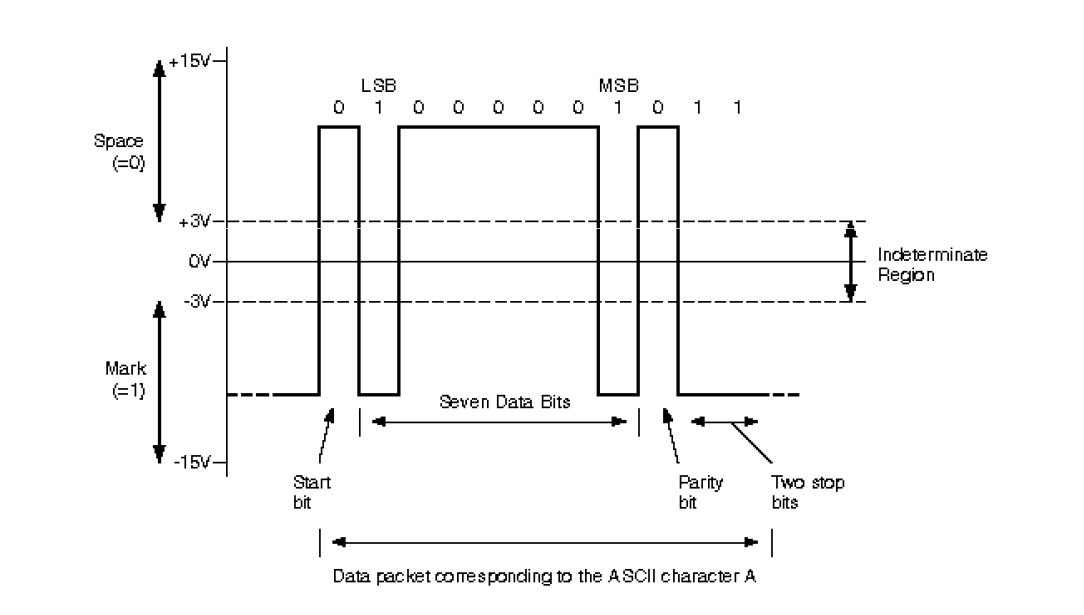 +15V
LSB MSB
0 1 0 0 0 0 0 1 0 1 1
Space
(=0)
+3V
0V
Indeterminate
Region
-3V
Mark
(=1)
Seven Data Bits
-15V
Start
bit
Parity
bit
Two stop
bits
Data packet corresponding to the ASCII character A